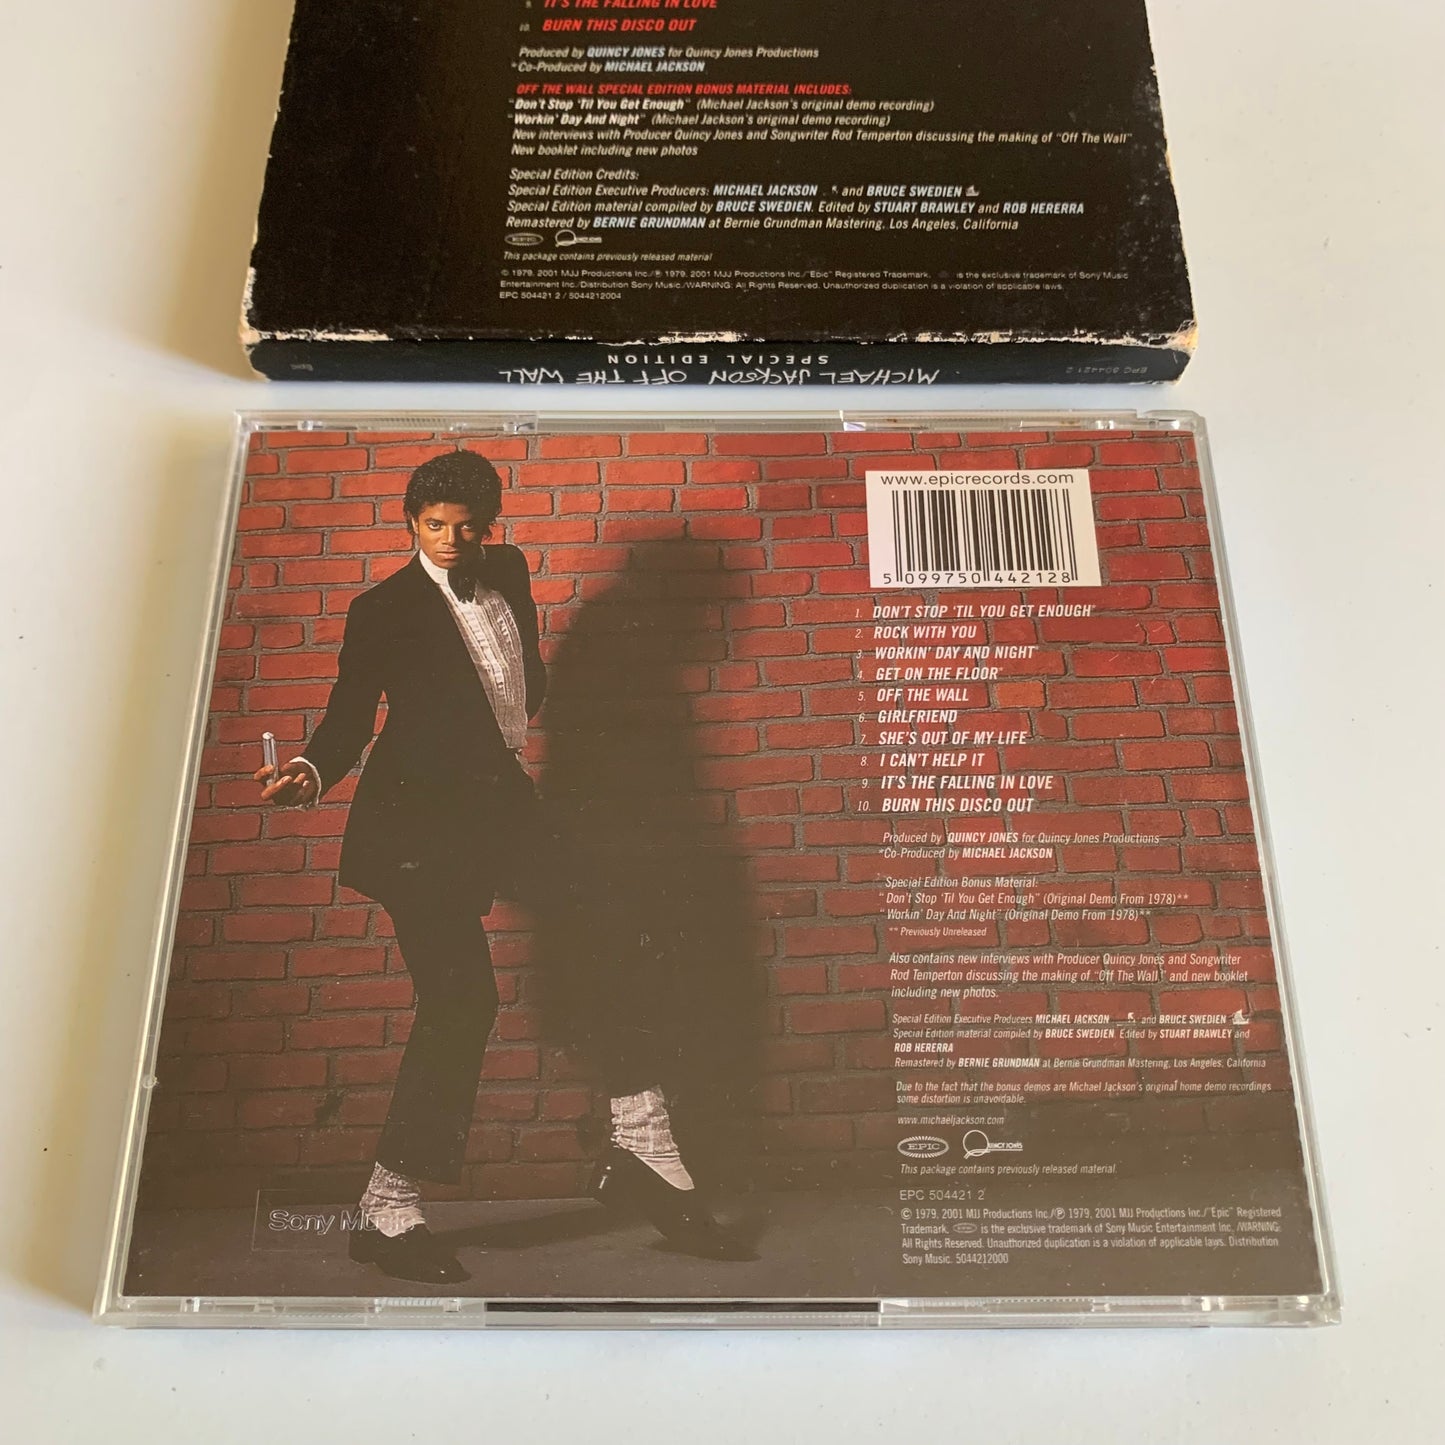 9. IT'S THE FALLING IN LOVE
10. BURN THIS DISCO OUT
Produced by QUINCY JONES for Quincy Jones Productions
*Co-Produced by MICHAEL JACKSON
OFF THE WALL SPECIAL EDITION BONUS MATERIAL INCLUDES:
"Don't Stop 'Til You Get Enough" (Michael Jackson's original demo recording)
"Workin' Day And Night" (Michael Jackson's original demo recording)
New interviews with Producer Quincy Jones and Songwriter Rod Temperton discussing the making of "Off The Wall"
New booklet including new photos
Special Edition Credits:
Special Edition Executive Producers: MICHAEL JACKSON and BRUCE SWEDIEN
Special Edition material compiled by BRUCE SWEDIEN. Edited by STUART BRAWLEY and ROB HERERRA
Remastered by BERNIE GRUNDMAN at Bernie Grundman Mastering, Los Angeles, California
EPIC QUINCY JONES
This package contains previously released material
© 1979, 2001 MJJ Productions Inc./℗ 1979, 2001 MJJ Productions Inc./"Epic" Registered Trademark, is the exclusive trademark of Sony Music
Entertainment Inc./Distribution Sony Music./WARNING: All Rights Reserved. Unauthorized duplication is a violation of applicable laws.
EPC 504421 2 / 5044212004
Epic MICHAEL JACKSON OFF THE WALL EPC 504421 2
SPECIAL EDITION
www.epicrecords.com
5 099750 442128
1. DON'T STOP 'TIL YOU GET ENOUGH*
2. ROCK WITH YOU
3. WORKIN' DAY AND NIGHT*
4. GET ON THE FLOOR*
5. OFF THE WALL
6. GIRLFRIEND
7. SHE'S OUT OF MY LIFE
8. I CAN'T HELP IT
9. IT'S THE FALLING IN LOVE
10. BURN THIS DISCO OUT
Produced by QUINCY JONES for Quincy Jones Productions
*Co-Produced by MICHAEL JACKSON
Special Edition Bonus Material:
"Don't Stop 'Til You Get Enough" (Original Demo From 1978)**
"Workin' Day And Night" (Original Demo From 1978)**
** Previously Unreleased
Also contains new interviews with Producer Quincy Jones and Songwriter
Rod Temperton discussing the making of "Off The Wall" and new booklet
including new photos.
Special Edition Executive Producers MICHAEL JACKSON and BRUCE SWEDIEN
Special Edition material compiled by BRUCE SWEDIEN. Edited by STUART BRAWLEY and
ROB HERERRA
Remastered by BERNIE GRUNDMAN at Bernie Grundman Mastering, Los Angeles, California
Due to the fact that the bonus demos are Michael Jackson's original home demo recordings
some distortion is unavoidable.
www.michaeljackson.com
EPIC QUINCY JONES
This package contains previously released material.
EPC 504421 2
© 1979, 2001 MJJ Productions Inc./℗ 1979, 2001 MJJ Productions Inc./"Epic" Registered
Trademark, is the exclusive trademark of Sony Music Entertainment Inc. /WARNING:
All Rights Reserved. Unauthorized duplication is a violation of applicable laws. Distribution
Sony Music. 5044212000
Sony Music